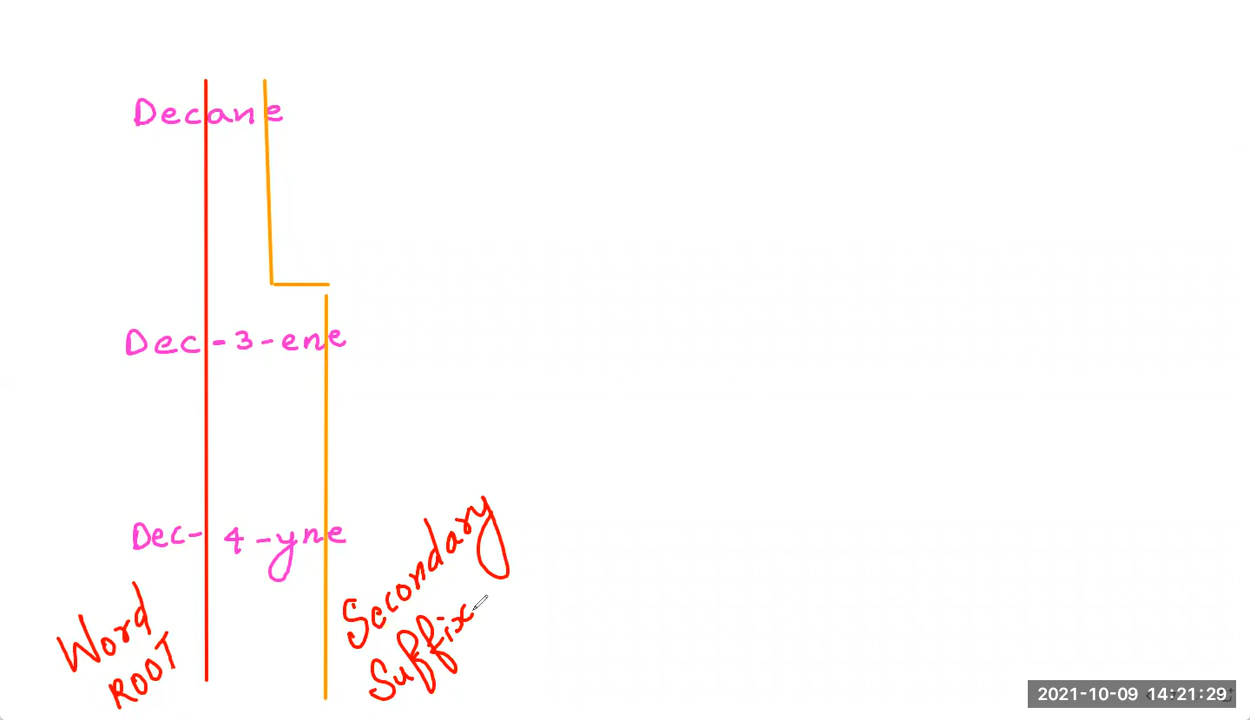 Decane
Dec-3-ene
Dec-4-yne
Word
ROOT
Secondary
Suffix
2021-10-09 14:21:29